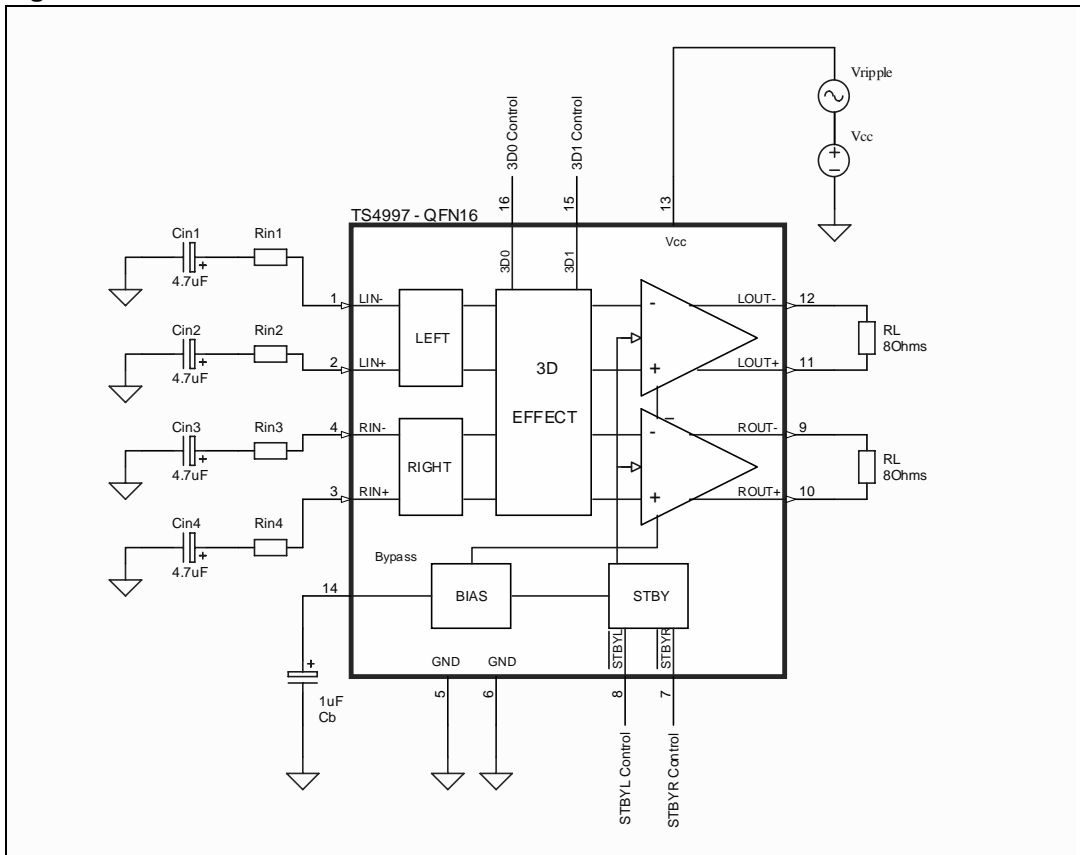 Vripple
Vcc
3D0 Control
3D1 Control
16
15
13
TS4997 - QFN16
Vcc
3D0
3D1
Cin1
Rin1
4.7uF
1
LIN-
LOUT-
12
Cin2
Rin2
4.7uF
2
LIN+
LEFT
3D
EFFECT
LOUT+
11
RL
8Ohms
Cin3
Rin3
4.7uF
4
RIN-
ROUT-
9
RIGHT
3
RIN+
ROUT+
10
RL
8Ohms
Cin4
Rin4
4.7uF
Bypass
14
BIAS
STBY
STBYL
STBYR
GND
GND
1uF
Cb
5
6
8
7
STBYL Control
STBYR Control